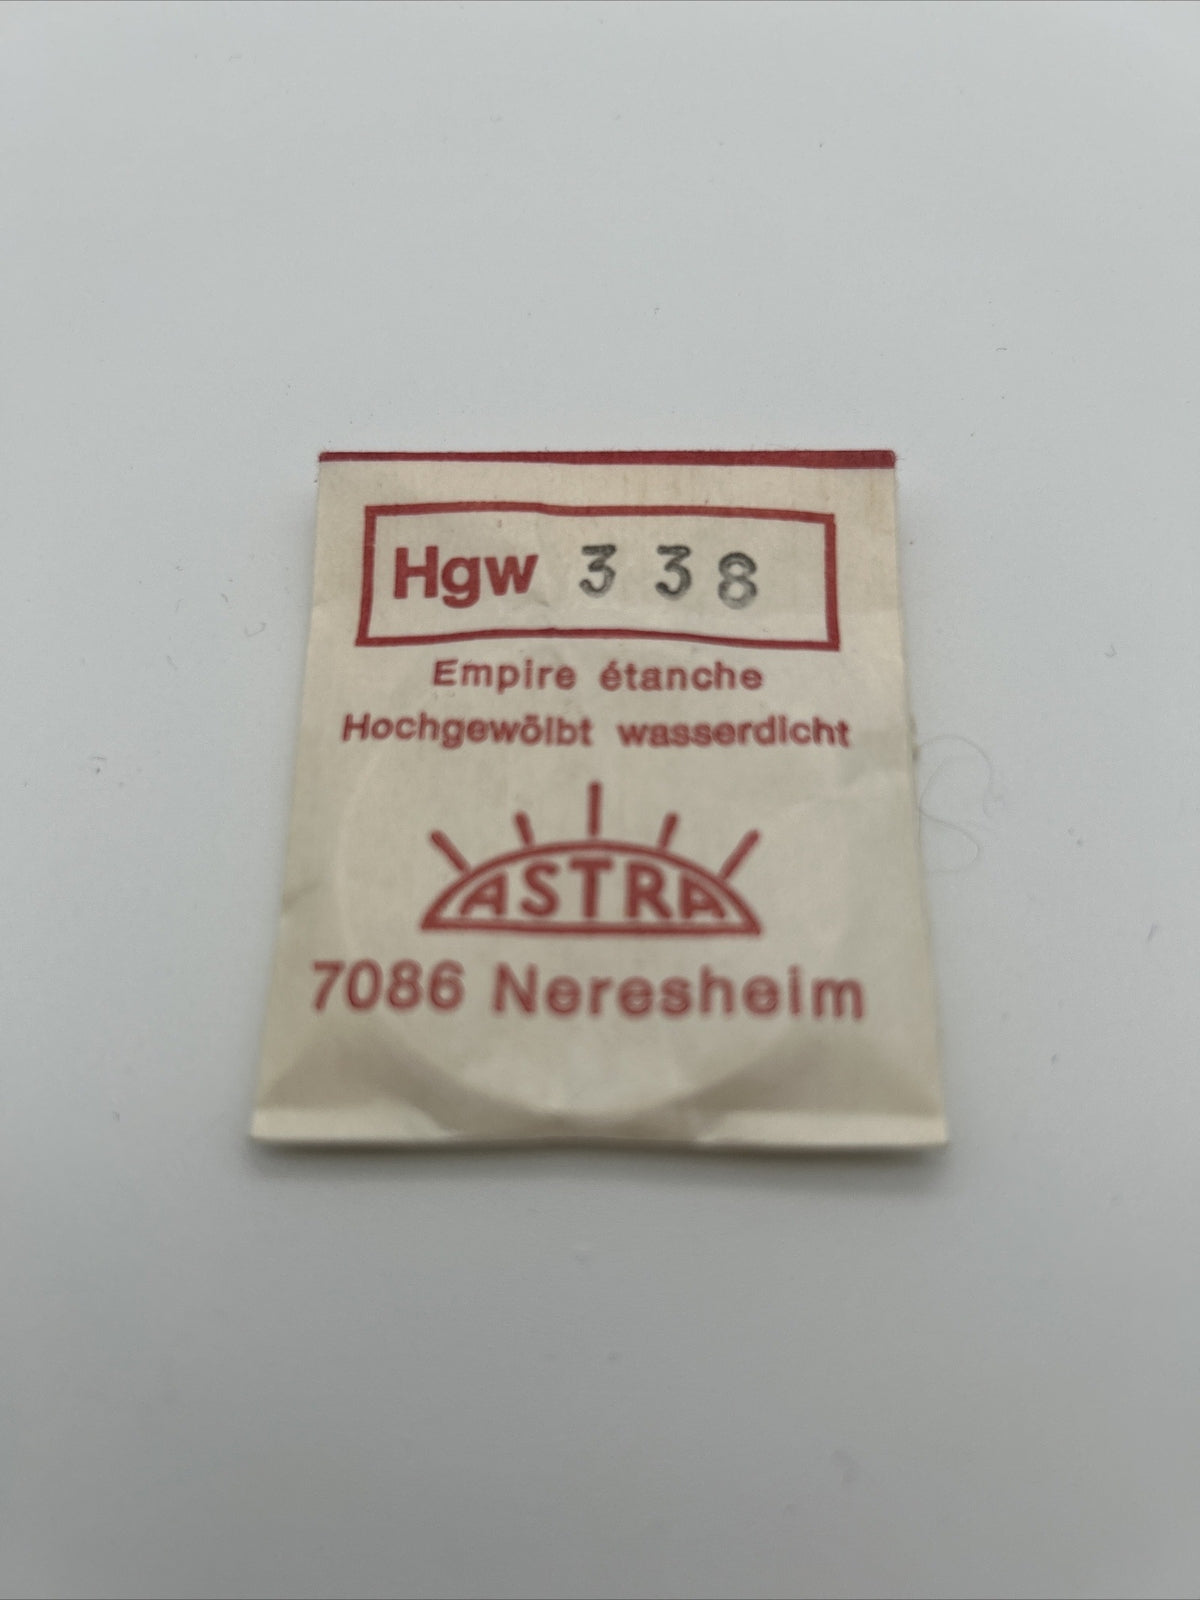 Hgw 338
Empire étanche
Hochgewölbt wasserdicht
ASTRA
7086 Neresheim